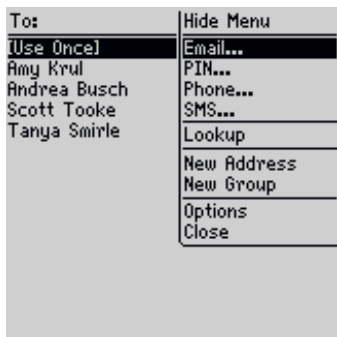 To:
[Use Once]
Amy Krul
Andrea Busch
Scott Tooke
Tanya Smirle
Hide Menu
Email...
PIN...
Phone...
SMS...
Lookup
New Address
New Group
Options
Close